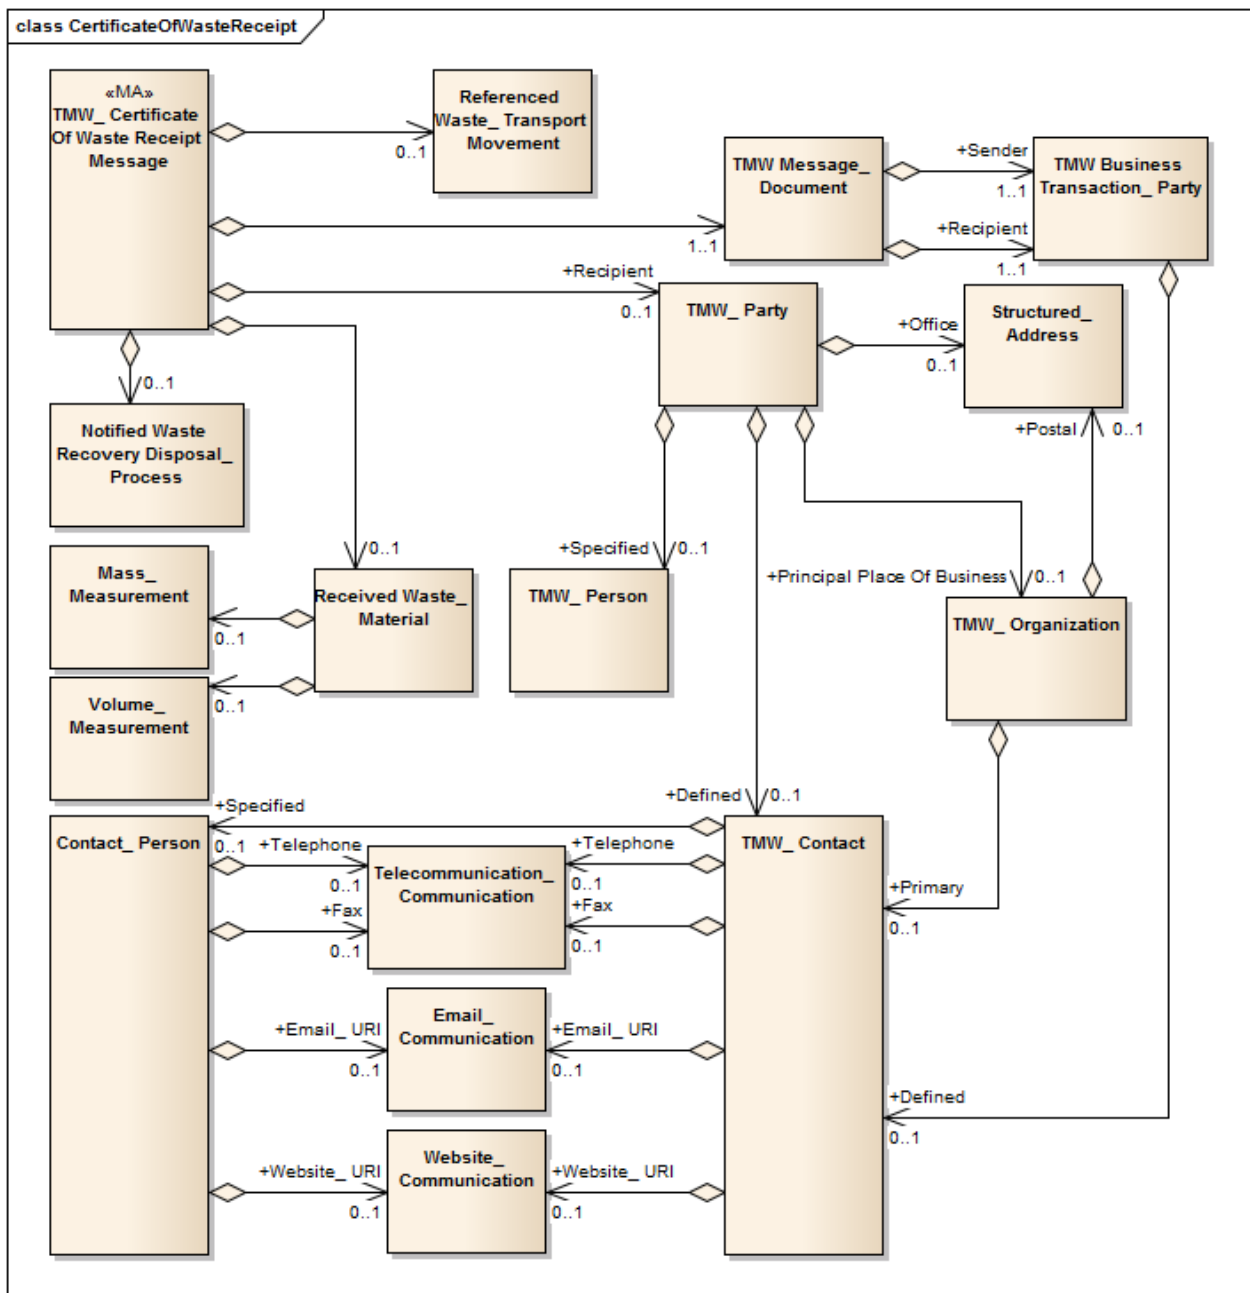 class CertificateOfWasteReceipt
«MA»
TMW_ Certificate
Of Waste Receipt
Message
0..1
Referenced
Waste_ Transport
Movement
1..1
TMW Message_
Document
+Sender
1..1
+Recipient
1..1
TMW Business
Transaction_ Party
+Recipient
0..1
TMW_ Party
+Office
0..1
Structured_
Address
+Postal
0..1
0..1
Notified Waste
Recovery Disposal_
Process
0..1
+Specified
0..1
+Principal Place Of Business
0..1
Mass_
Measurement
0..1
Received Waste_
Material
TMW_ Person
TMW_ Organization
Volume_
Measurement
0..1
+Defined
0..1
+Specified
0..1
Contact_ Person
+Telephone
0..1
Telecommunication_
Communication
+Telephone
0..1
TMW_ Contact
+Fax
0..1
+Fax
0..1
+Primary
0..1
+Email_ URI
0..1
Email_
Communication
+Email_ URI
0..1
+Defined
0..1
+Website_ URI
0..1
Website_
Communication
+Website_ URI
0..1